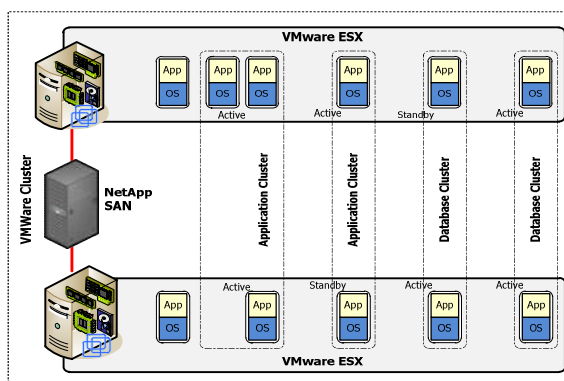 VMware ESX
App
App
App
App
App
App
OS
OS
OS
OS
OS
OS
Active
Active
Standby
Active
VMWare Cluster
NetApp
SAN
Application Cluster
Application Cluster
Database Cluster
Database Cluster
Active
Standby
Active
Active
App
App
App
App
App
OS
OS
OS
OS
OS
VMware ESX